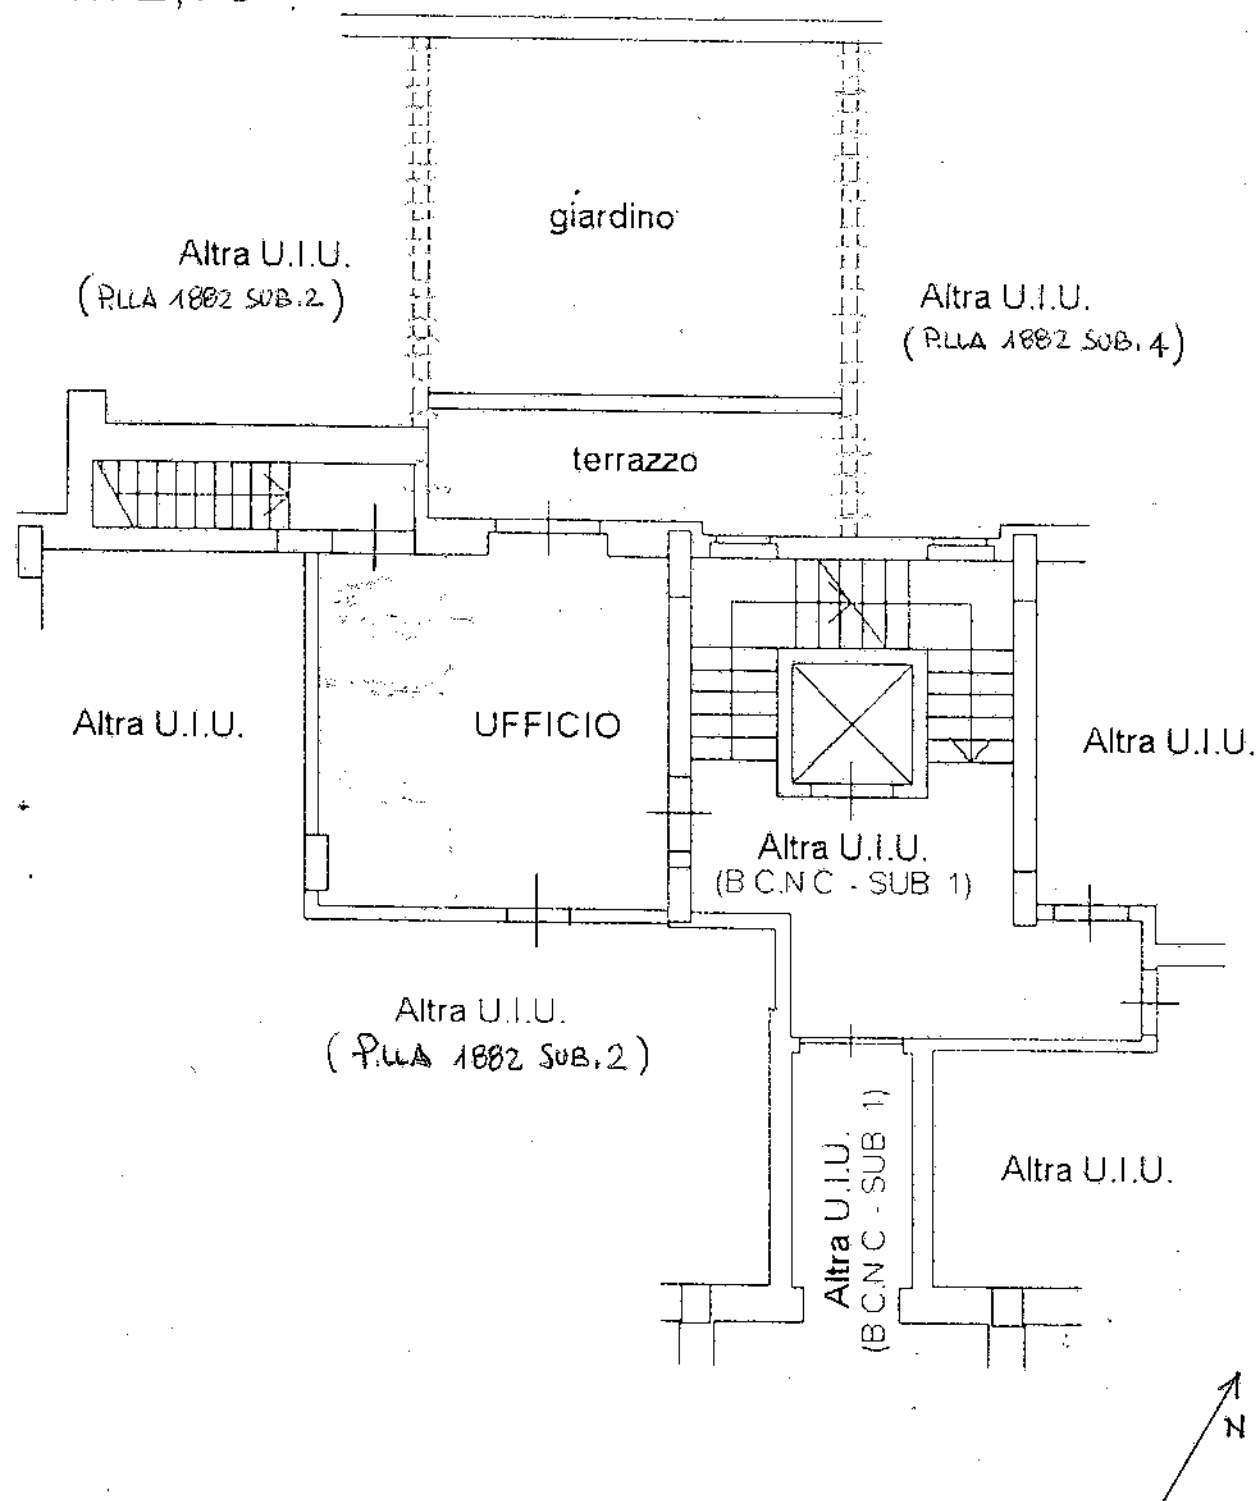 giardino
Altra U.I.U.
(P.LLA 1882 SUB.2)
Altra U.I.U.
(P.LLA 1882 SUB.4)
terrazzo
Altra U.I.U.
UFFICIO
Altra U.I.U.
Altra U.I.U.
(B C.N C - SUB 1)
Altra U.I.U.
(P.LLA 1882 SUB.2)
Altra U.I.U.
(B C.N C - SUB 1)
Altra U.I.U.
N